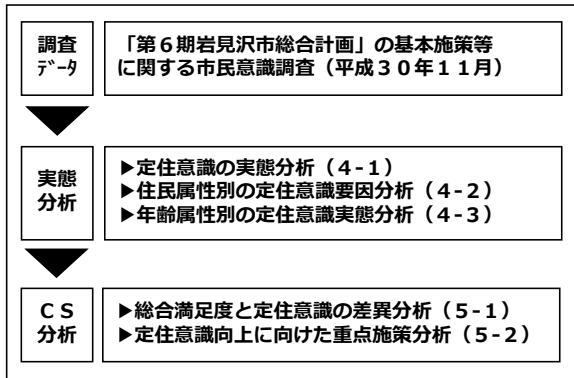 調査
ﾃﾞｰﾀ
「第６期岩見沢市総合計画」の基本施策等
に関する市民意識調査（平成３０年１１月）
実態
分析
▶定住意識の実態分析（４-１）
▶住民属性別の定住意識要因分析（４-２）
▶年齢属性別の定住意識実態分析（４-３）
ＣＳ
分析
▶総合満足度と定住意識の差異分析（５-１）
▶定住意識向上に向けた重点施策分析（５-２）